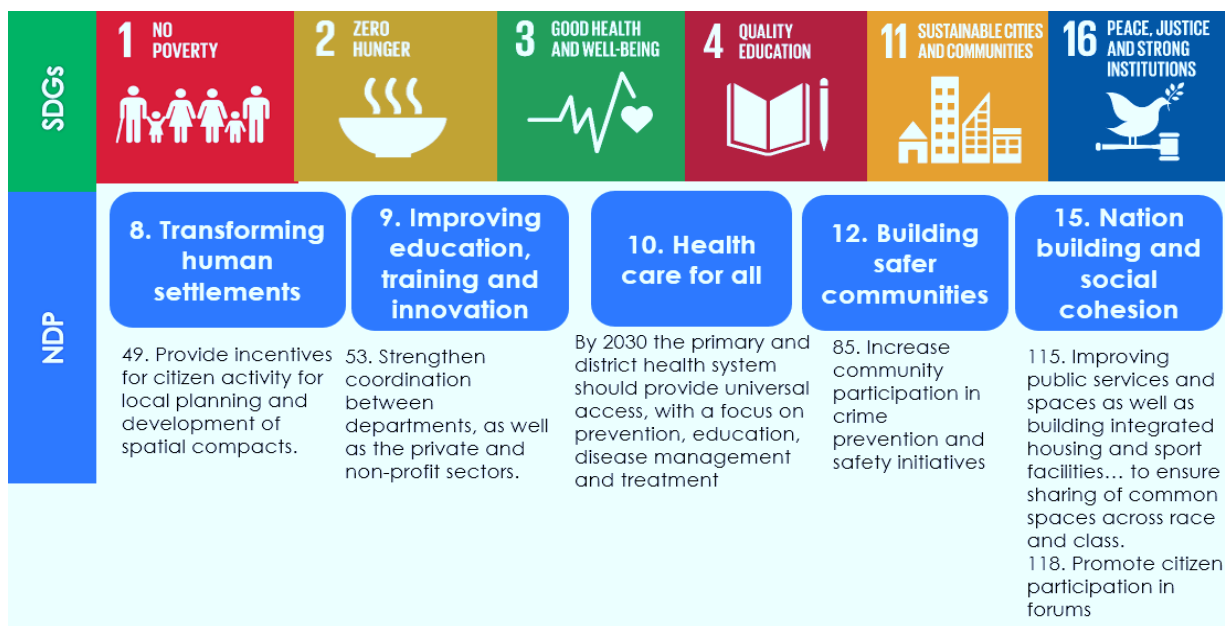 SDGs
1 NO
POVERTY
2 ZERO
HUNGER
3 GOOD HEALTH
AND WELL-BEING
4 QUALITY
EDUCATION
11 SUSTAINABLE CITIES
AND COMMUNITIES
16 PEACE, JUSTICE
AND STRONG
INSTITUTIONS
NDP
8. Transforming
human
settlements
49. Provide incentives
for citizen activity for
local planning and
development of
spatial compacts.
9. Improving
education,
training and
innovation
53. Strengthen
coordination
between
departments, as well
as the private and
non-profit sectors.
10. Health
care for all
By 2030 the primary and
district health system
should provide universal
access, with a focus on
prevention, education,
disease management
and treatment
12. Building
safer
communities
85. Increase
community
participation in
crime
prevention and
safety initiatives
15. Nation
building and
social
cohesion
115. Improving
public services and
spaces as well as
building integrated
housing and sport
facilities… to ensure
sharing of common
spaces across race
and class.
118. Promote citizen
participation in
forums